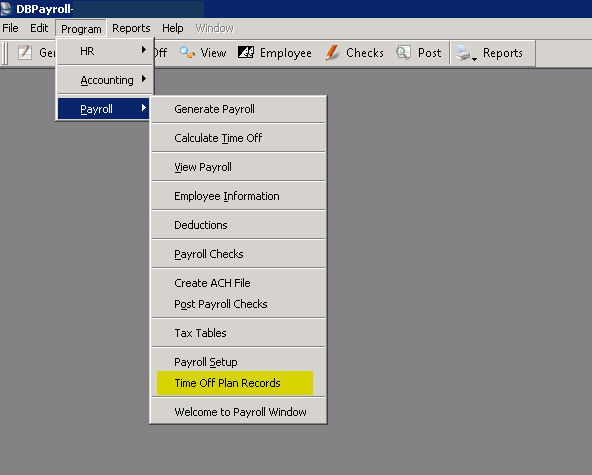 DBPayroll-
File Edit Program Reports Help Window
Off View Employee Checks Post Reports
HR
Accounting
Payroll
Generate Payroll
Calculate Time Off
View Payroll
Employee Information
Deductions
Payroll Checks
Create ACH File
Post Payroll Checks
Tax Tables
Payroll Setup
Time Off Plan Records
Welcome to Payroll Window